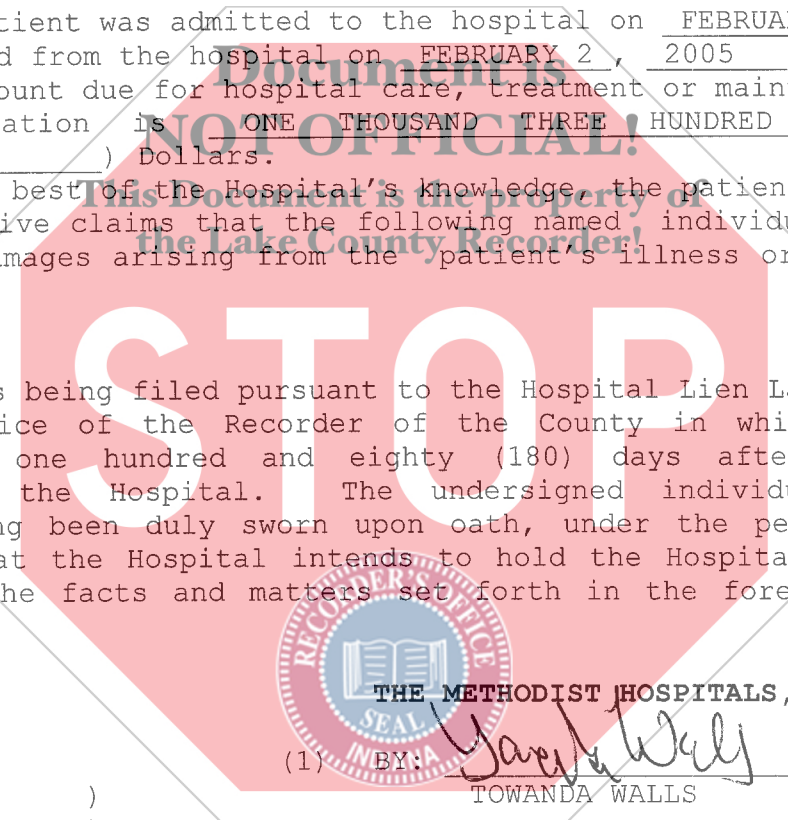 tient was admitted to the hospital on FEBRUA
d from the hospital on FEBRUARY 2 , 2005
Document is
ount due for hospital care, treatment or main
ation is ONE THOUSAND THREE HUNDRED
NOT OFFICIAL!
) Dollars.
best of the Hospital's knowledge, the patien
This Document is the property of
ive claims that the following named individu
the Lake County Recorder!
mages arising from the patient's illness or
STOP
s being filed pursuant to the Hospital Lien L
ice of the Recorder of the County in whi
one hundred and eighty (180) days afte
the Hospital. The undersigned individu
ng been duly sworn upon oath, under the pe
at the Hospital intends to hold the Hospita
he facts and matters set forth in the fore
RECORDER'S OFFICE
SEAL
INDIANA
THE METHODIST HOSPITALS,
(1) BY:
TOWANDA WALLS
)